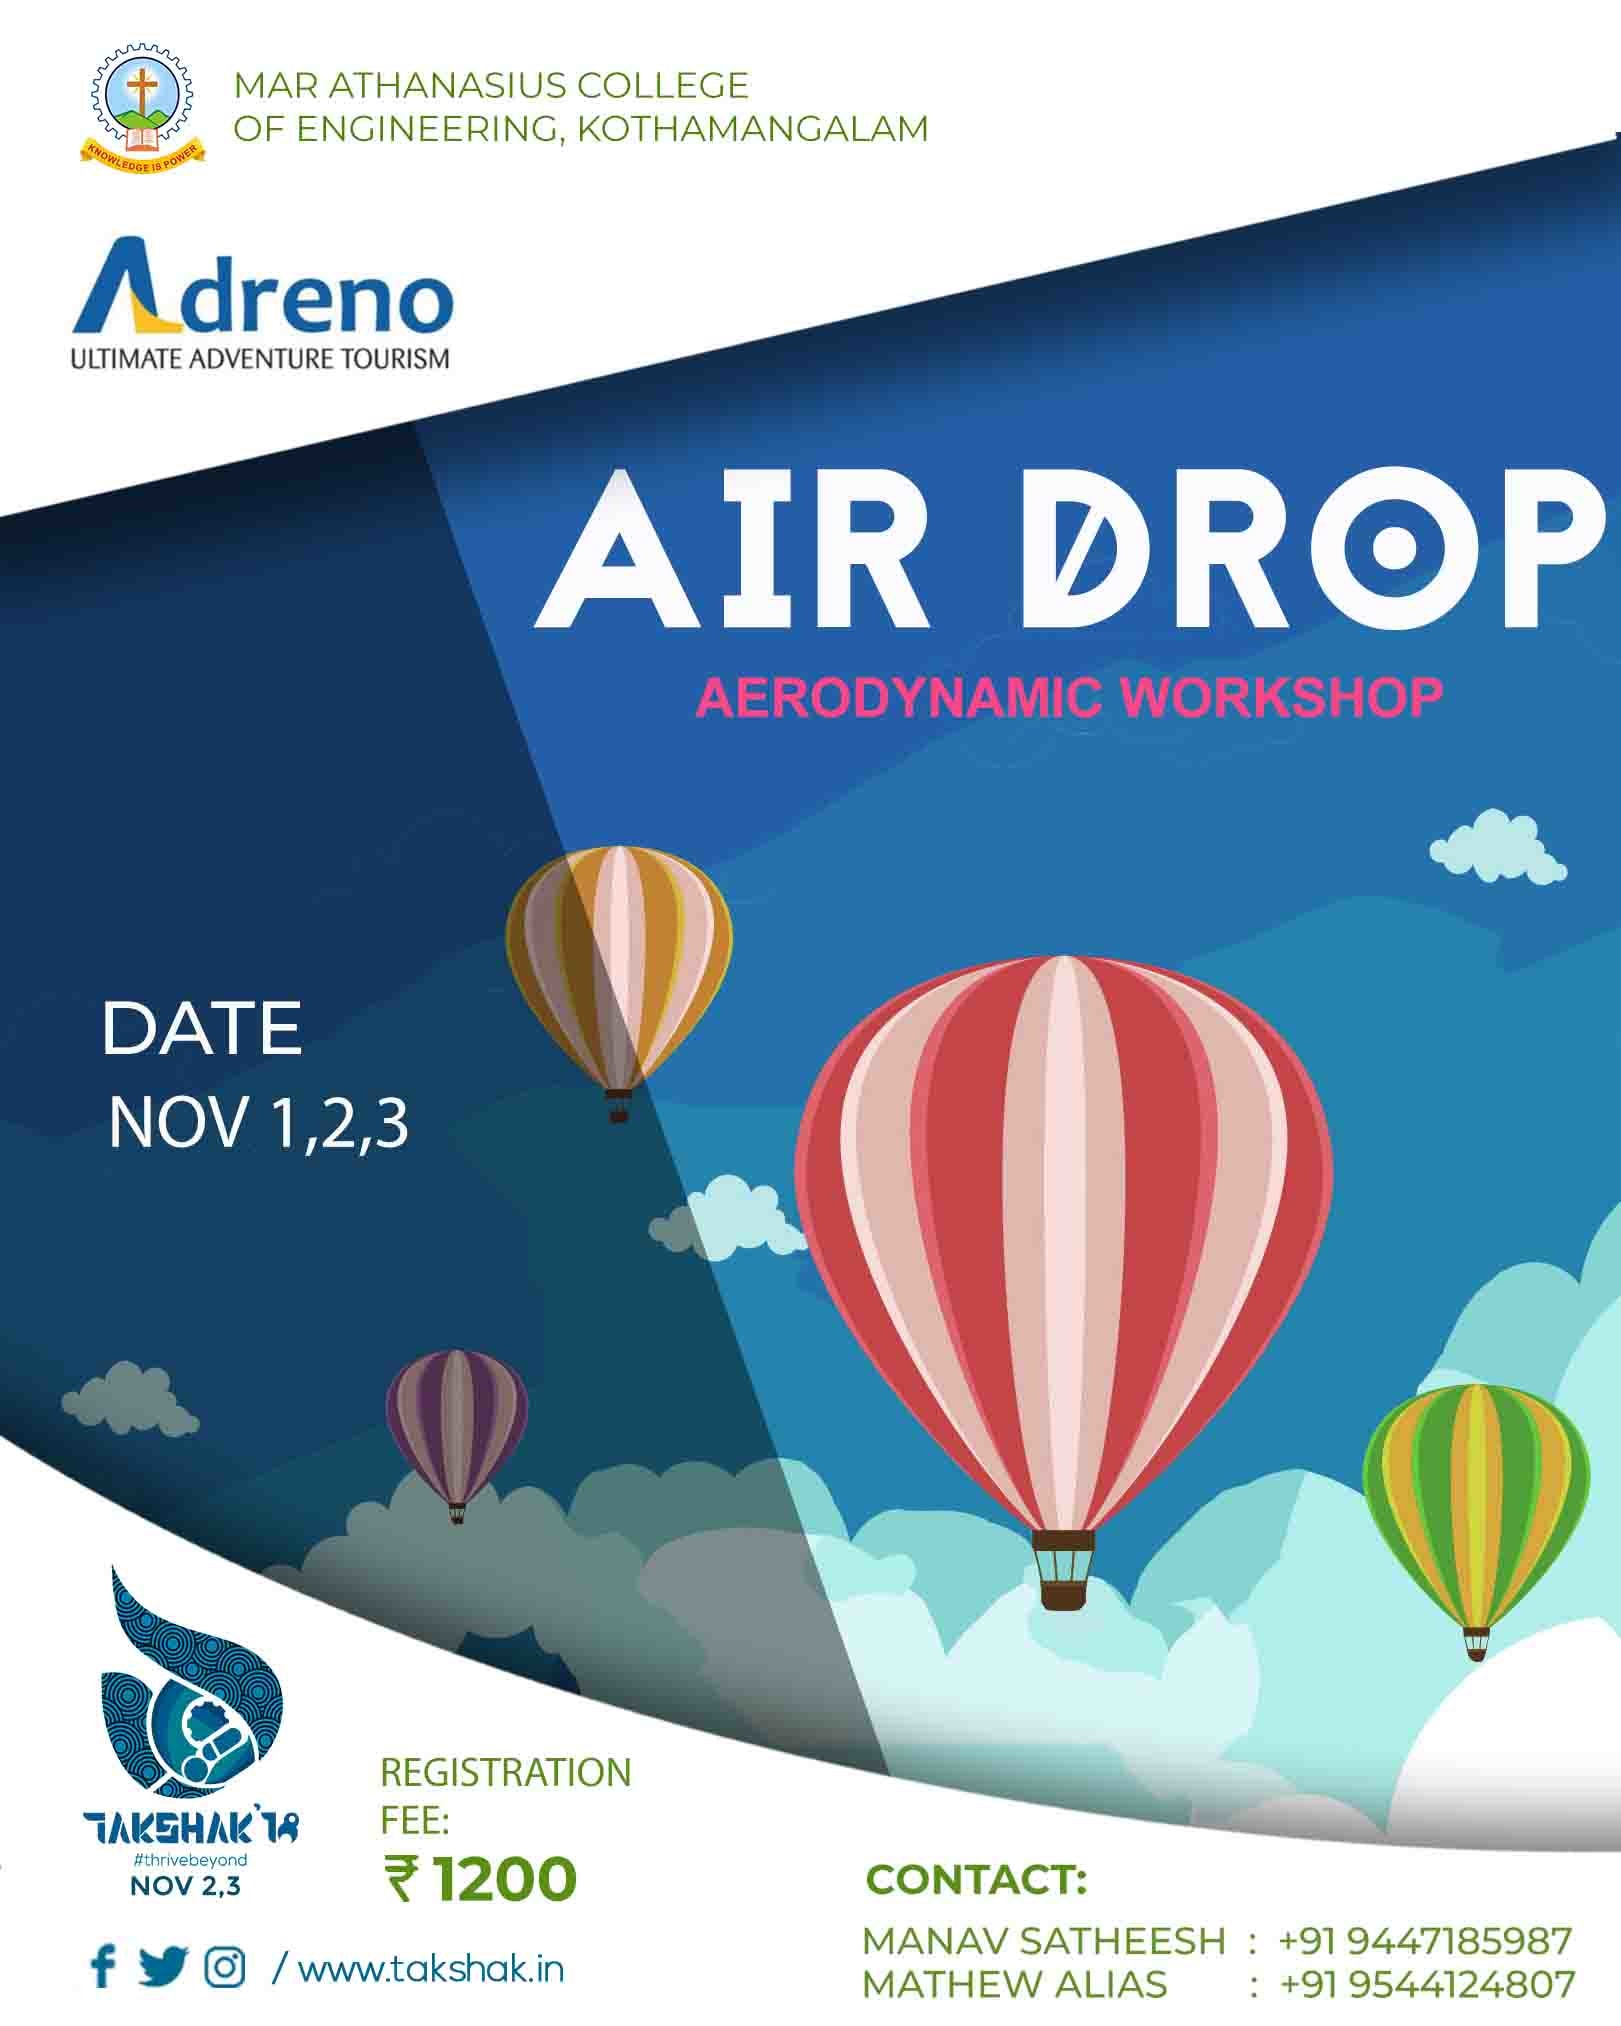 MAR ATHANASIUS COLLEGE
OF ENGINEERING, KOTHAMANGALAM
KNOWLEDGE IS POWER
Adreno
ULTIMATE ADVENTURE TOURISM
AIR DROP
AERODYNAMIC WORKSHOP
DATE
NOV 1,2,3
TAKSHAK'18
#thrivebeyond
NOV 2,3
REGISTRATION
FEE:
₹ 1200
/ www.takshak.in
CONTACT:
MANAV SATHEESH : +91 9447185987
MATHEW ALIAS : +91 9544124807